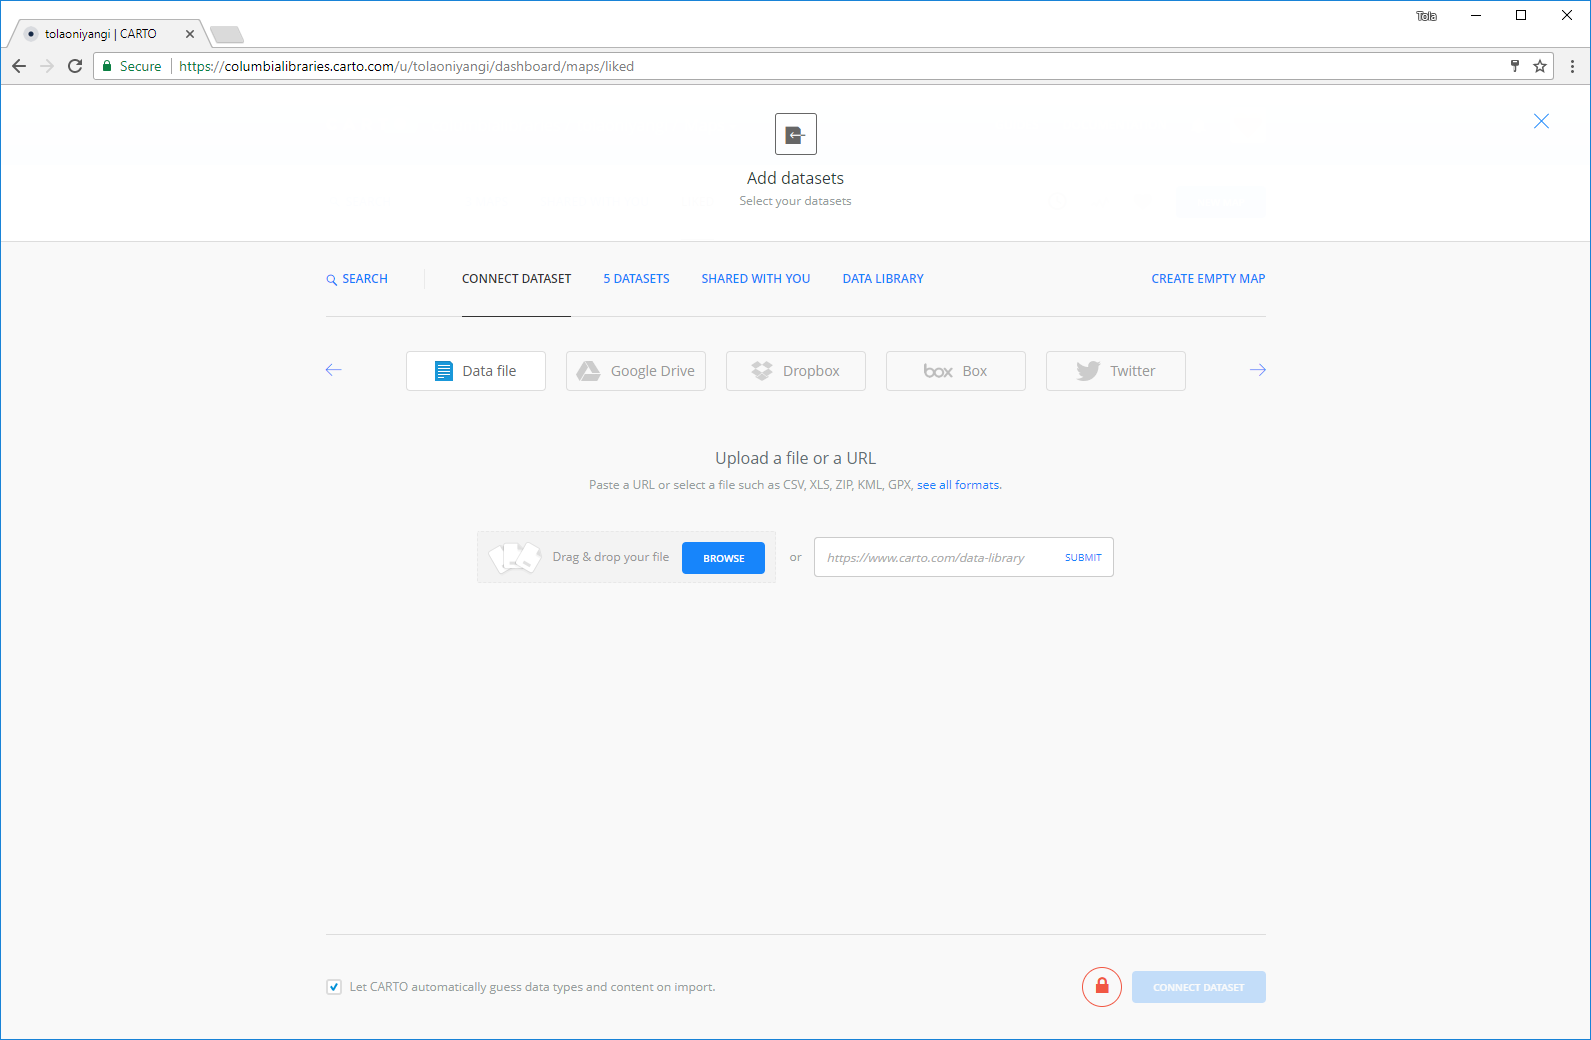 Tola
tolaoniyangi | CARTO
Secure https://columbialibraries.carto.com/u/tolaoniyangi/dashboard/maps/liked
Add datasets
Select your datasets
SEARCH CONNECT DATASET 5 DATASETS SHARED WITH YOU DATA LIBRARY CREATE EMPTY MAP
Data file Google Drive Dropbox box Box Twitter
Upload a file or a URL
Paste a URL or select a file such as CSV, XLS, ZIP, KML, GPX, see all formats.
Drag & drop your file BROWSE or https://www.carto.com/data-library SUBMIT
Let CARTO automatically guess data types and content on import. CONNECT DATASET